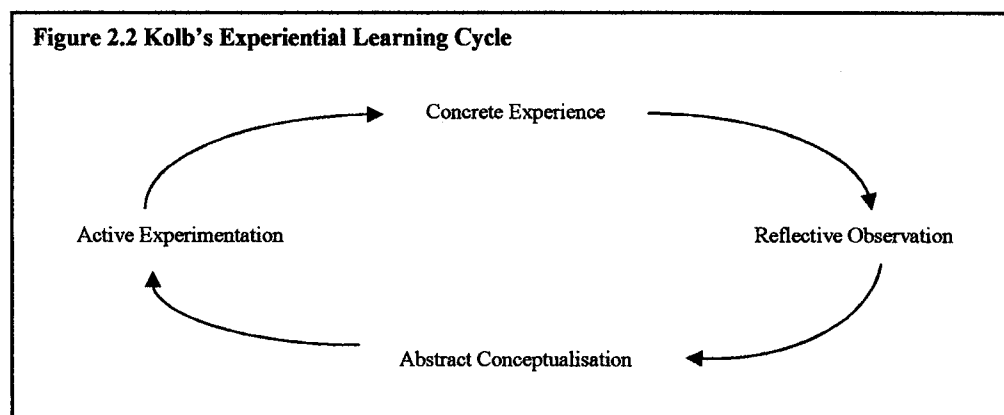 Figure 2.2 Kolb's Experiential Learning Cycle
Concrete Experience
Active Experimentation
Reflective Observation
Abstract Conceptualisation